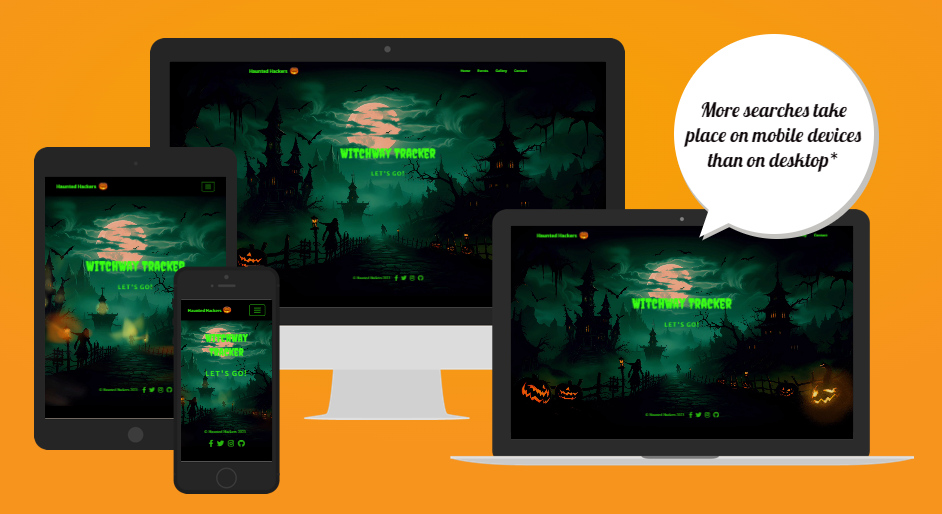 Haunted Hackers
Home Events Gallery Contact
WITCHWAY TRACKER
LET'S GO!
© Haunted Hackers 2023
More searches take
place on mobile devices
than on desktop*
Haunted Hackers
WITCHWAY TRACKER
LET'S GO!
© Haunted Hackers 2023
Haunted Hackers
WITCHWAY
TRACKER
LET'S GO!
© Haunted Hackers 2023
Haunted Hackers
Contact
WITCHWAY TRACKER
LET'S GO!
© Haunted Hackers 2023